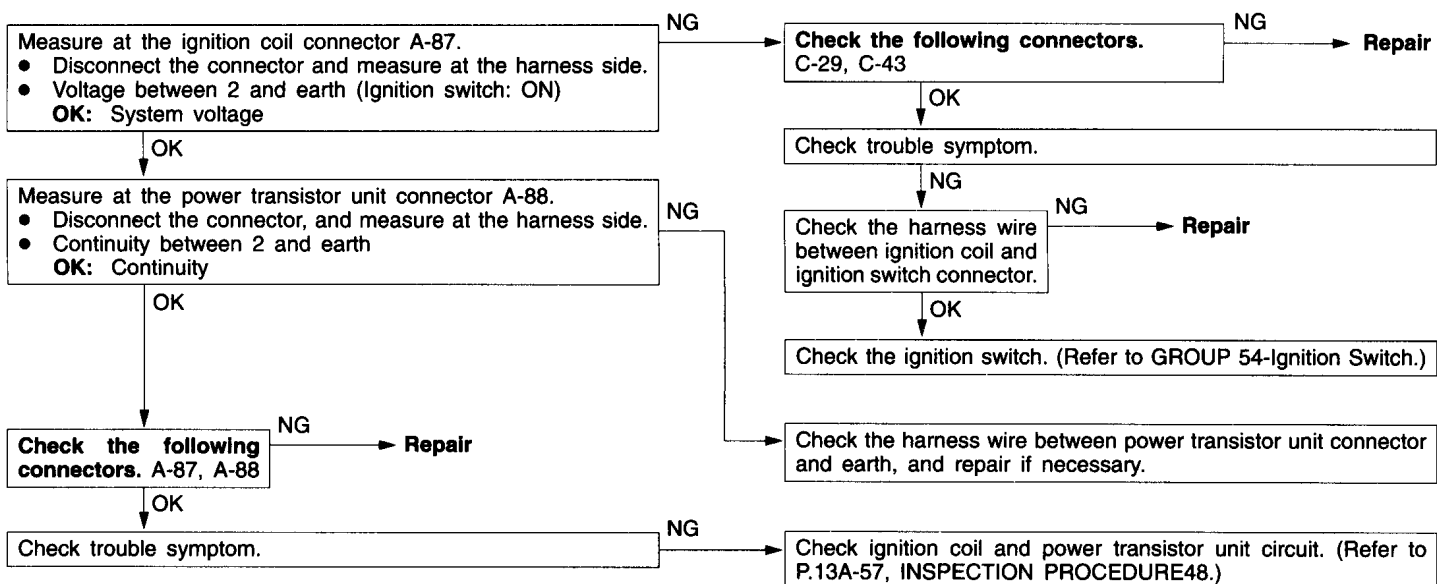 Measure at the ignition coil connector A-87.
● Disconnect the connector and measure at the harness side.
● Voltage between 2 and earth (Ignition switch: ON)
OK: System voltage
NG
Check the following connectors.
C-29, C-43
NG
Repair
OK
OK
Check trouble symptom.
NG
Measure at the power transistor unit connector A-88.
● Disconnect the connector, and measure at the harness side.
● Continuity between 2 and earth
OK: Continuity
NG
Check the harness wire
between ignition coil and
ignition switch connector.
NG
Repair
OK
OK
Check the ignition switch. (Refer to GROUP 54-Ignition Switch.)
Check the following
connectors. A-87, A-88
NG
Repair
Check the harness wire between power transistor unit connector
and earth, and repair if necessary.
OK
Check trouble symptom.
NG
Check ignition coil and power transistor unit circuit. (Refer to
P.13A-57, INSPECTION PROCEDURE48.)